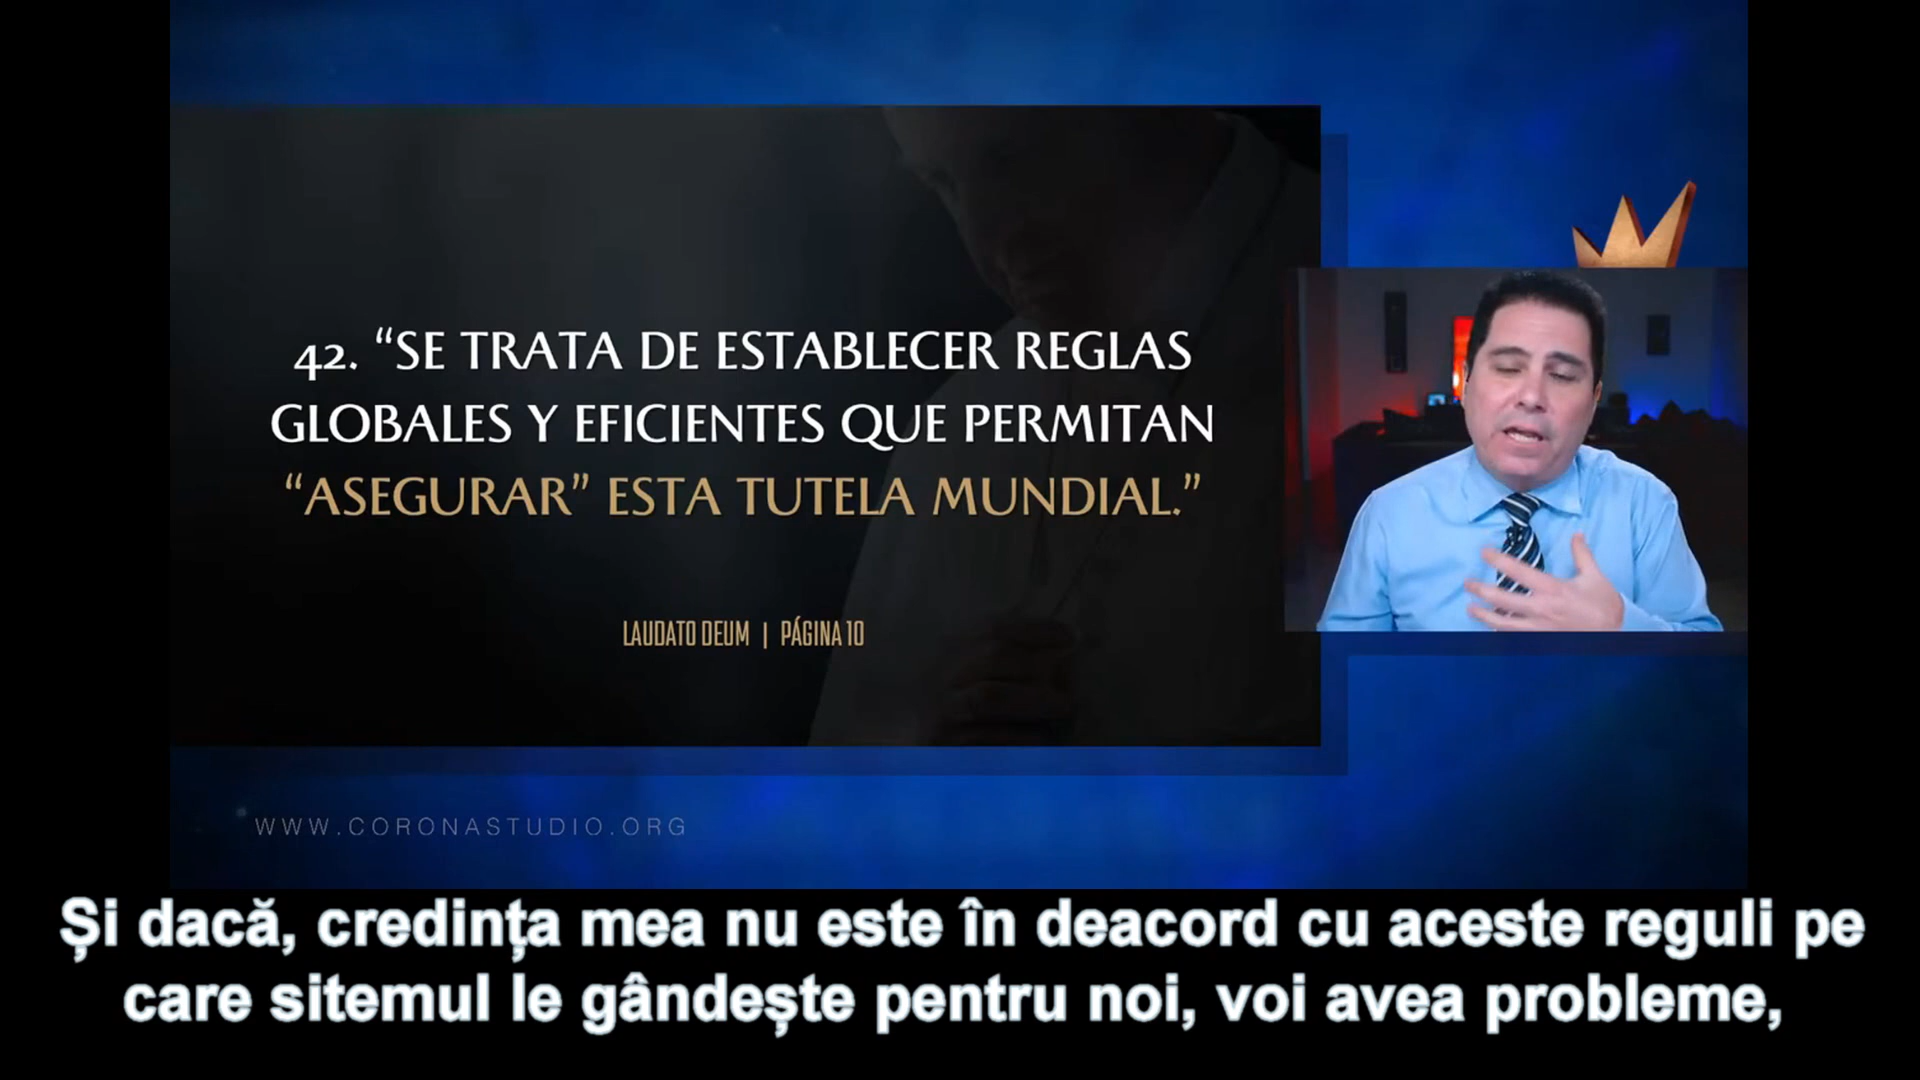 42. “SE TRATA DE ESTABLECER REGLAS
GLOBALES Y EFICIENTES QUE PERMITAN
“ASEGURAR” ESTA TUTELA MUNDIAL.”
LAUDATO DEUM | PÁGINA 10
WWW.CORONASTUDIO.ORG
Și dacă, credința mea nu este în deacord cu aceste reguli pe
care sitemul le gândește pentru noi, voi avea probleme,